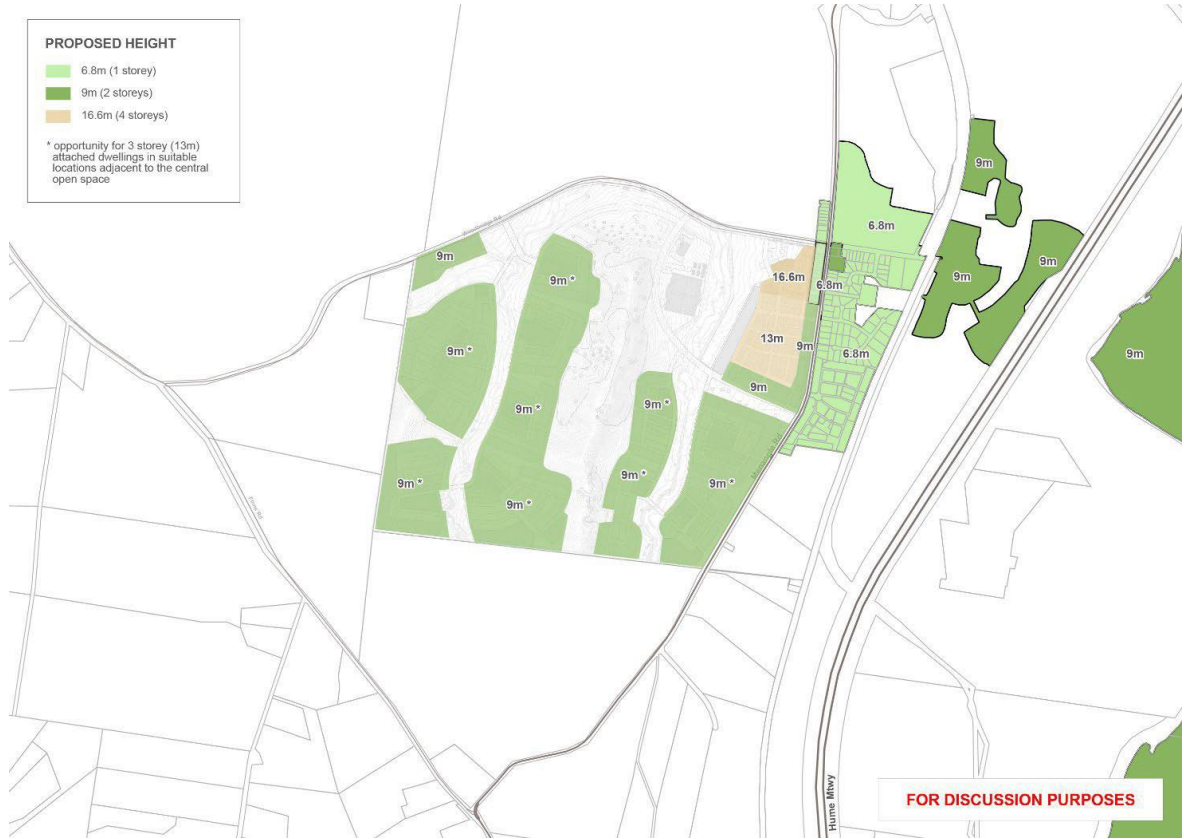 PROPOSED HEIGHT
6.8m (1 storey)
9m (2 storeys)
16.6m (4 storeys)
* opportunity for 3 storey (13m)
attached dwellings in suitable
locations adjacent to the central
open space
9m
6.8m
9m
9m *
16.6m
6.8m
9m
9m
9m *
13m
9m
6.8m
9m
9m *
9m *
9m
9m *
9m *
9m *
9m *
Hume Mtwy
FOR DISCUSSION PURPOSES